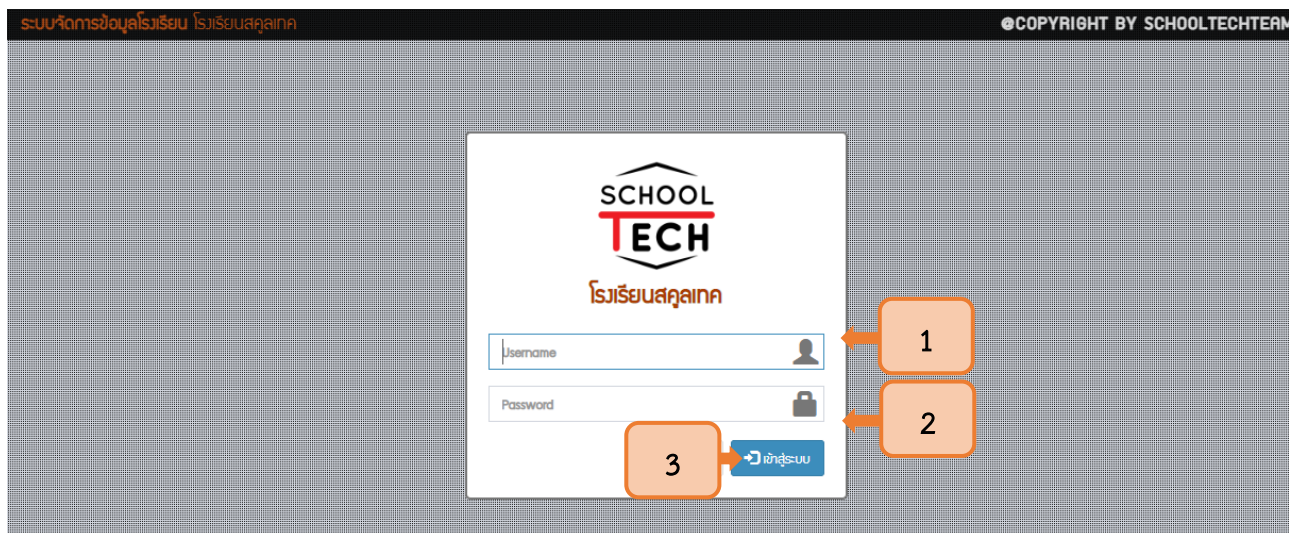 ระบบจัดการข้อมูลโรงเรียน โรงเรียนสคูลเทค
@COPYRIGHT BY SCHOOLTECHTEAM
SCHOOL
TECH
โรงเรียนสคูลเทค
Username
1
Password
2
3
เข้าสู่ระบบ